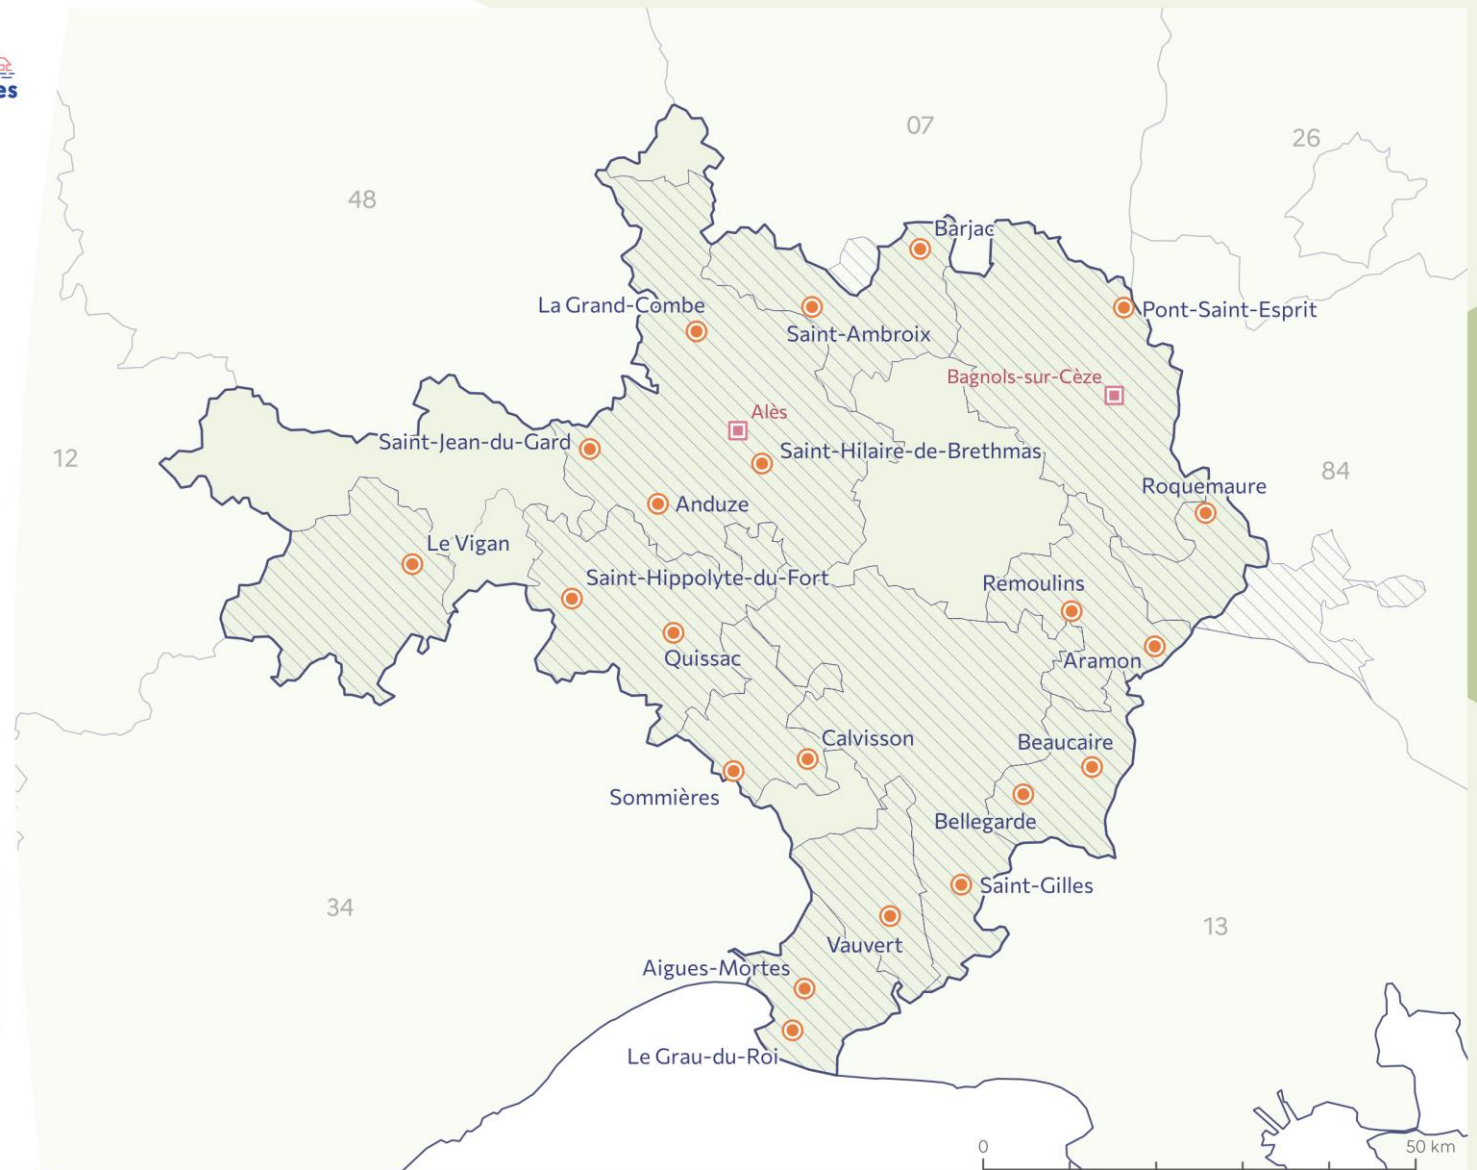 es
07
26
48
Barjac
La Grand-Combe
Pont-Saint-Esprit
Saint-Ambroix
Bagnols-sur-Cèze
Alès
Saint-Jean-du-Gard
Saint-Hilaire-de-Brethmas
12
84
Roquemaure
Anduze
Le Vigan
Saint-Hippolyte-du-Fort
Remoulins
Quissac
Aramon
Calvisson
Beaucaire
Sommières
Bellegarde
Saint-Gilles
34
13
Vauvert
Aigues-Mortes
Le Grau-du-Roi
0
50 km